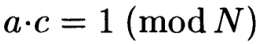 a·c = 1 (mod N)